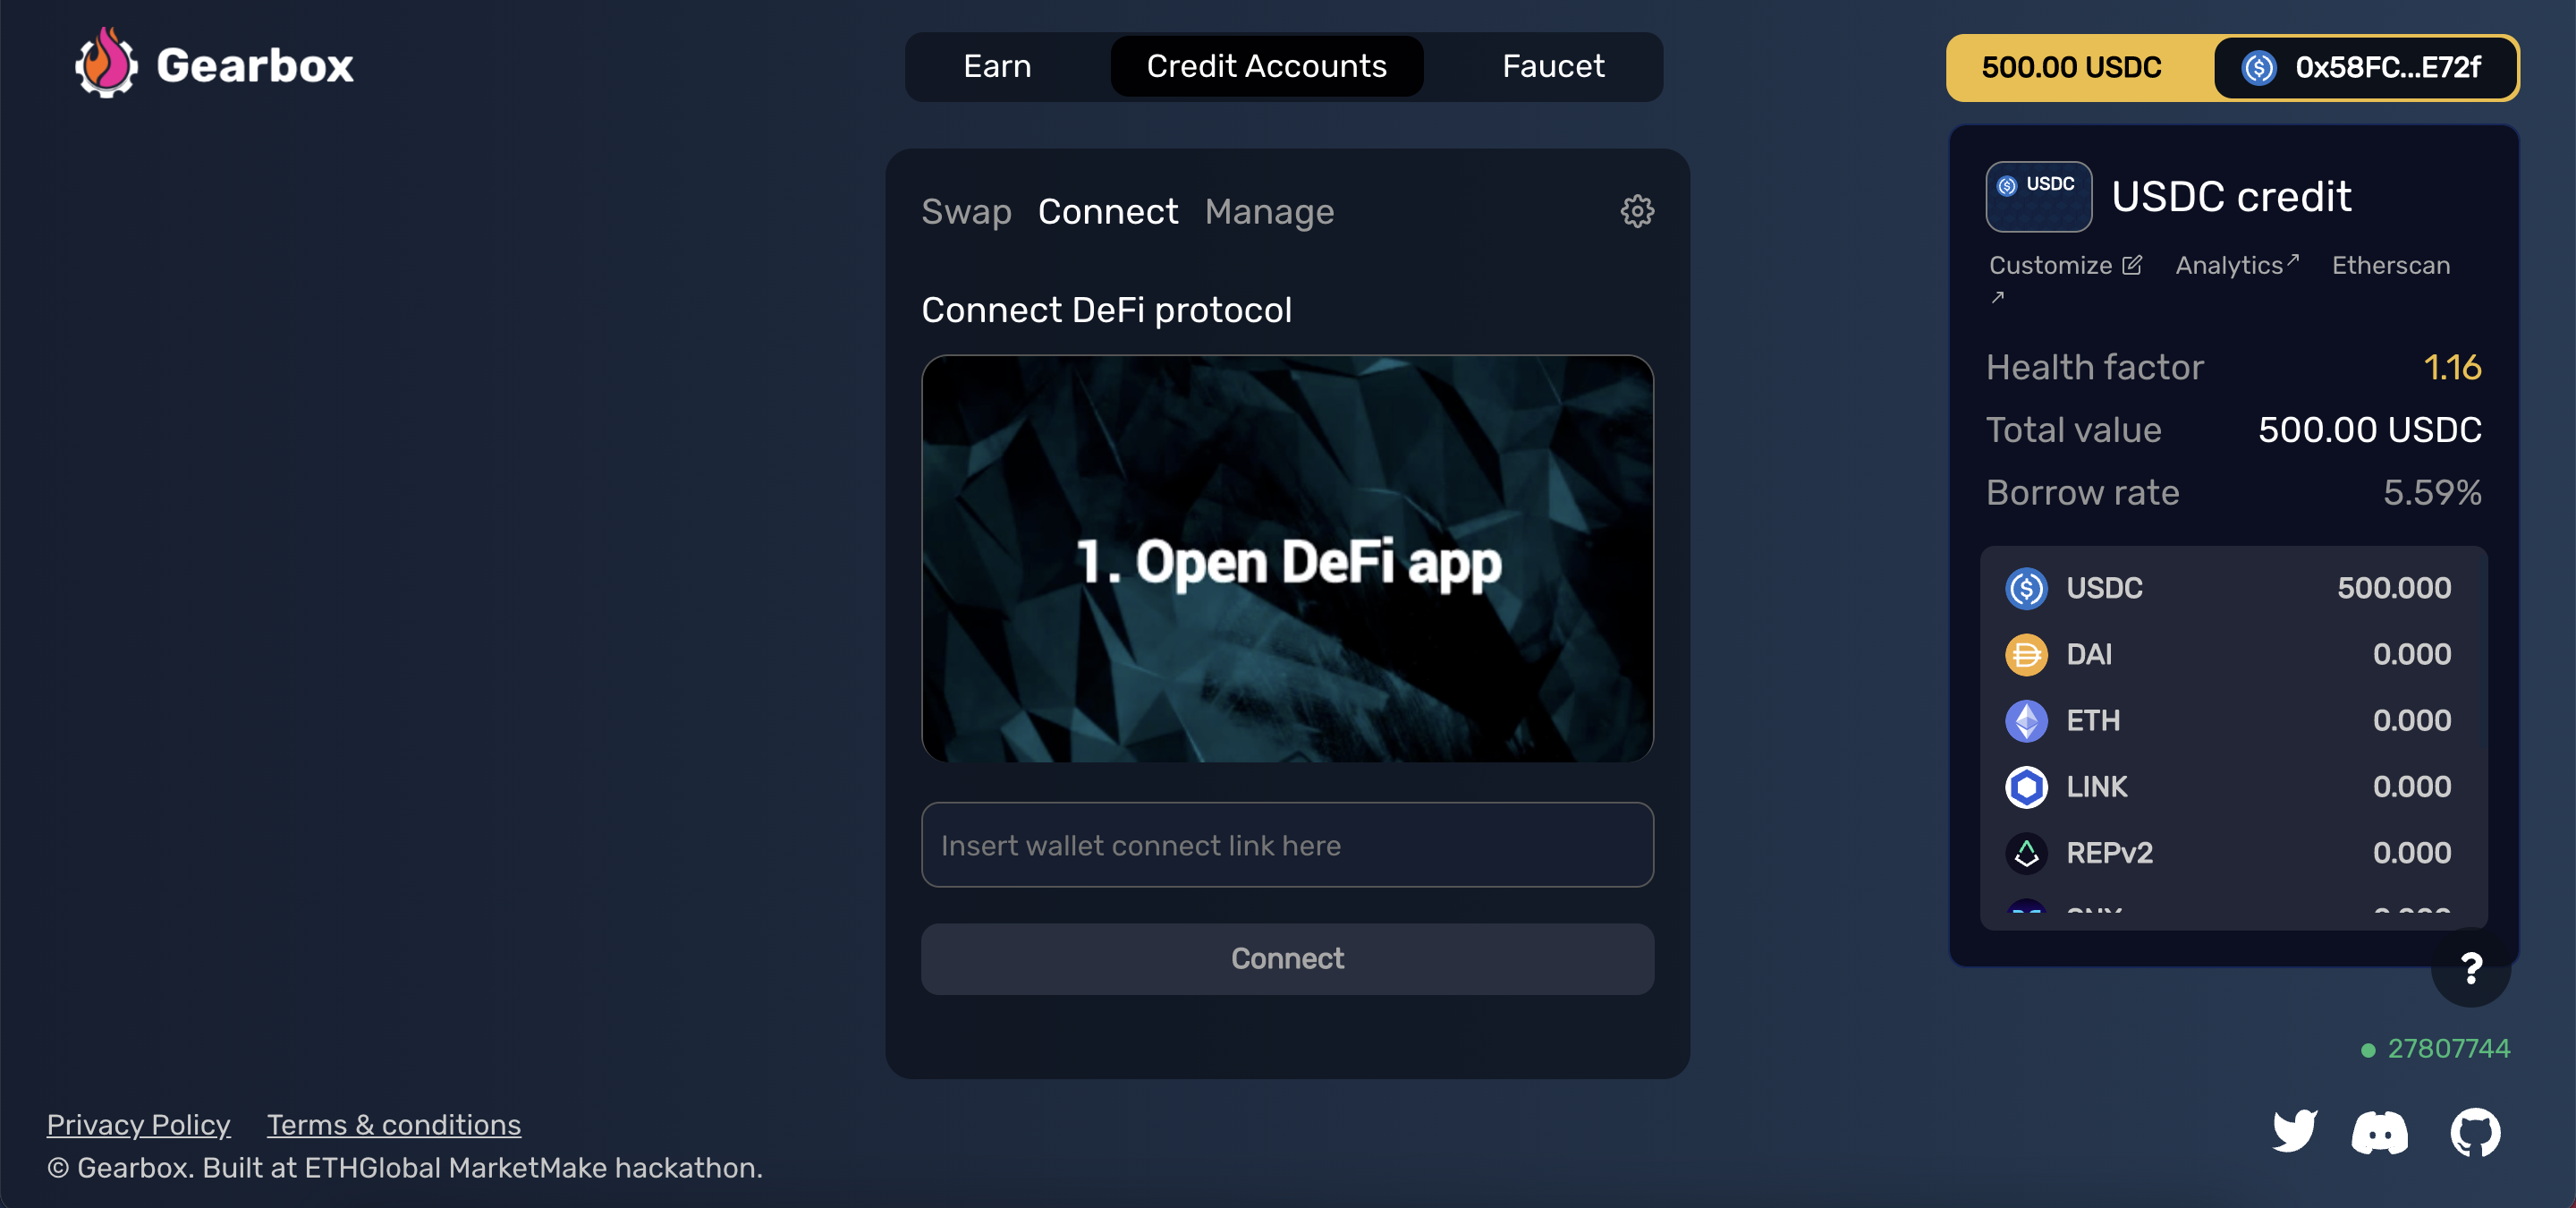 Gearbox
Earn Credit Accounts Faucet
500.00 USDC 0x58FC...E72f
Swap Connect Manage
Connect DeFi protocol
1. Open DeFi app
Insert wallet connect link here
Connect
USDC USDC credit
Customize Analytics↗ Etherscan
↗
Health factor 1.16
Total value 500.00 USDC
Borrow rate 5.59%
USDC 500.000
DAI 0.000
ETH 0.000
LINK 0.000
REPv2 0.000
?
27807744
Privacy Policy Terms & conditions
© Gearbox. Built at ETHGlobal MarketMake hackathon.